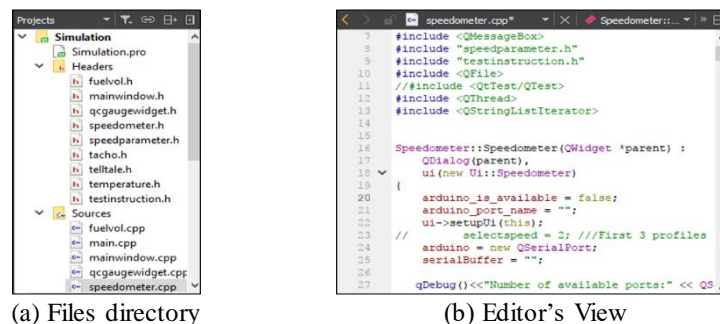 Projects
Simulation
Simulation.pro
Headers
fuelvol.h
mainwindow.h
qcgaugewidget.h
speedometer.h
speedparameter.h
tacho.h
telltale.h
temperature.h
testinstruction.h
Sources
fuelvol.cpp
main.cpp
mainwindow.cpp
qcgaugewidget.cpp
speedometer.cpp
(a) Files directory
speedometer.cpp* Speedometer::...
7 #include <QMessageBox>
8 #include "speedparameter.h"
9 #include "testinstruction.h"
10 #include <QFile>
11 //#include <QtTest/QTest>
12 #include <QThread>
13 #include <QStringListIterator>
14
15
16 Speedometer::Speedometer(QWidget *parent) :
17 QDialog(parent),
18 ui(new Ui::Speedometer)
19 {
20 arduino_is_available = false;
21 arduino_port_name = "";
22 ui->setupUi(this);
23 // selectspeed = 2; ///First 3 profiles
24 arduino = new QSerialPort;
25 serialBuffer = "";
26
27 qDebug()<<"Number of available ports:" << QS
(b) Editor's View